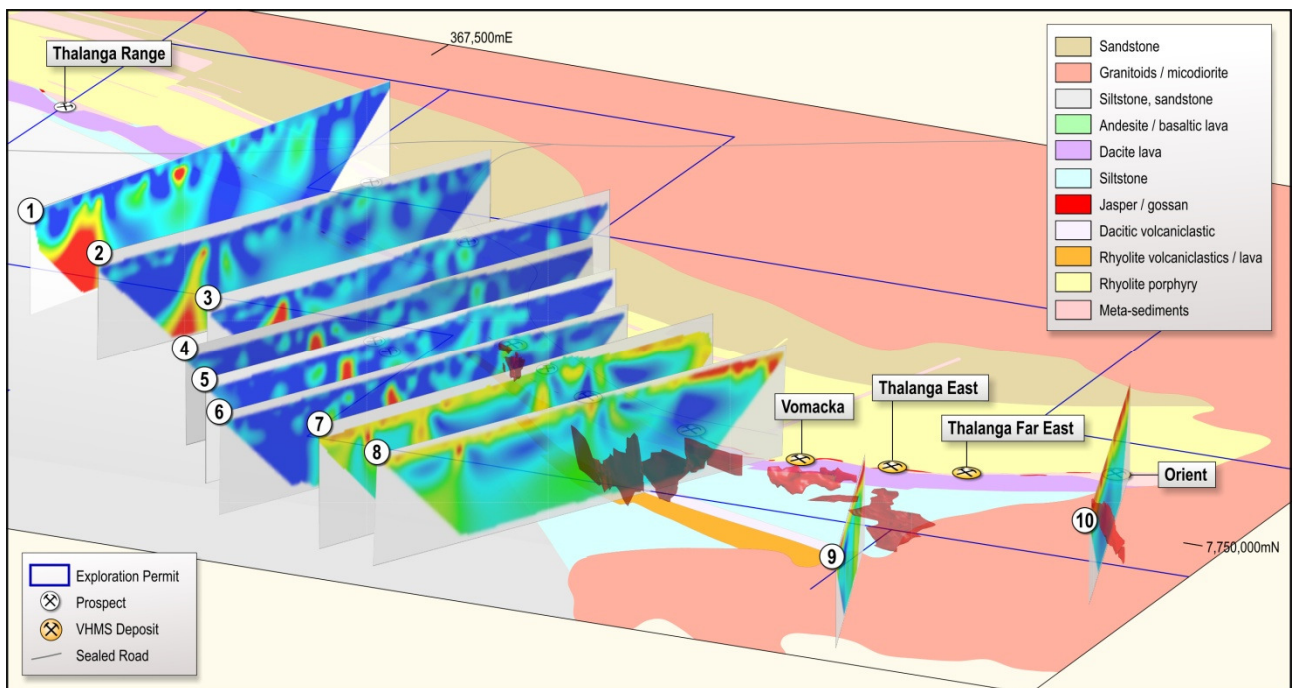 367,500mE
Thalanga Range
Sandstone
Granitoids / micodiorite
Siltstone, sandstone
Andesite / basaltic lava
Dacite lava
Siltstone
Jasper / gossan
Dacitic volcaniclastic
Rhyolite volcaniclastics / lava
Rhyolite porphyry
Meta-sediments
1
2
3
4
5
6
7
8
Vomacka
Thalanga East
Thalanga Far East
Orient
10
9
7,750,000mN
Exploration Permit
Prospect
VHMS Deposit
Sealed Road